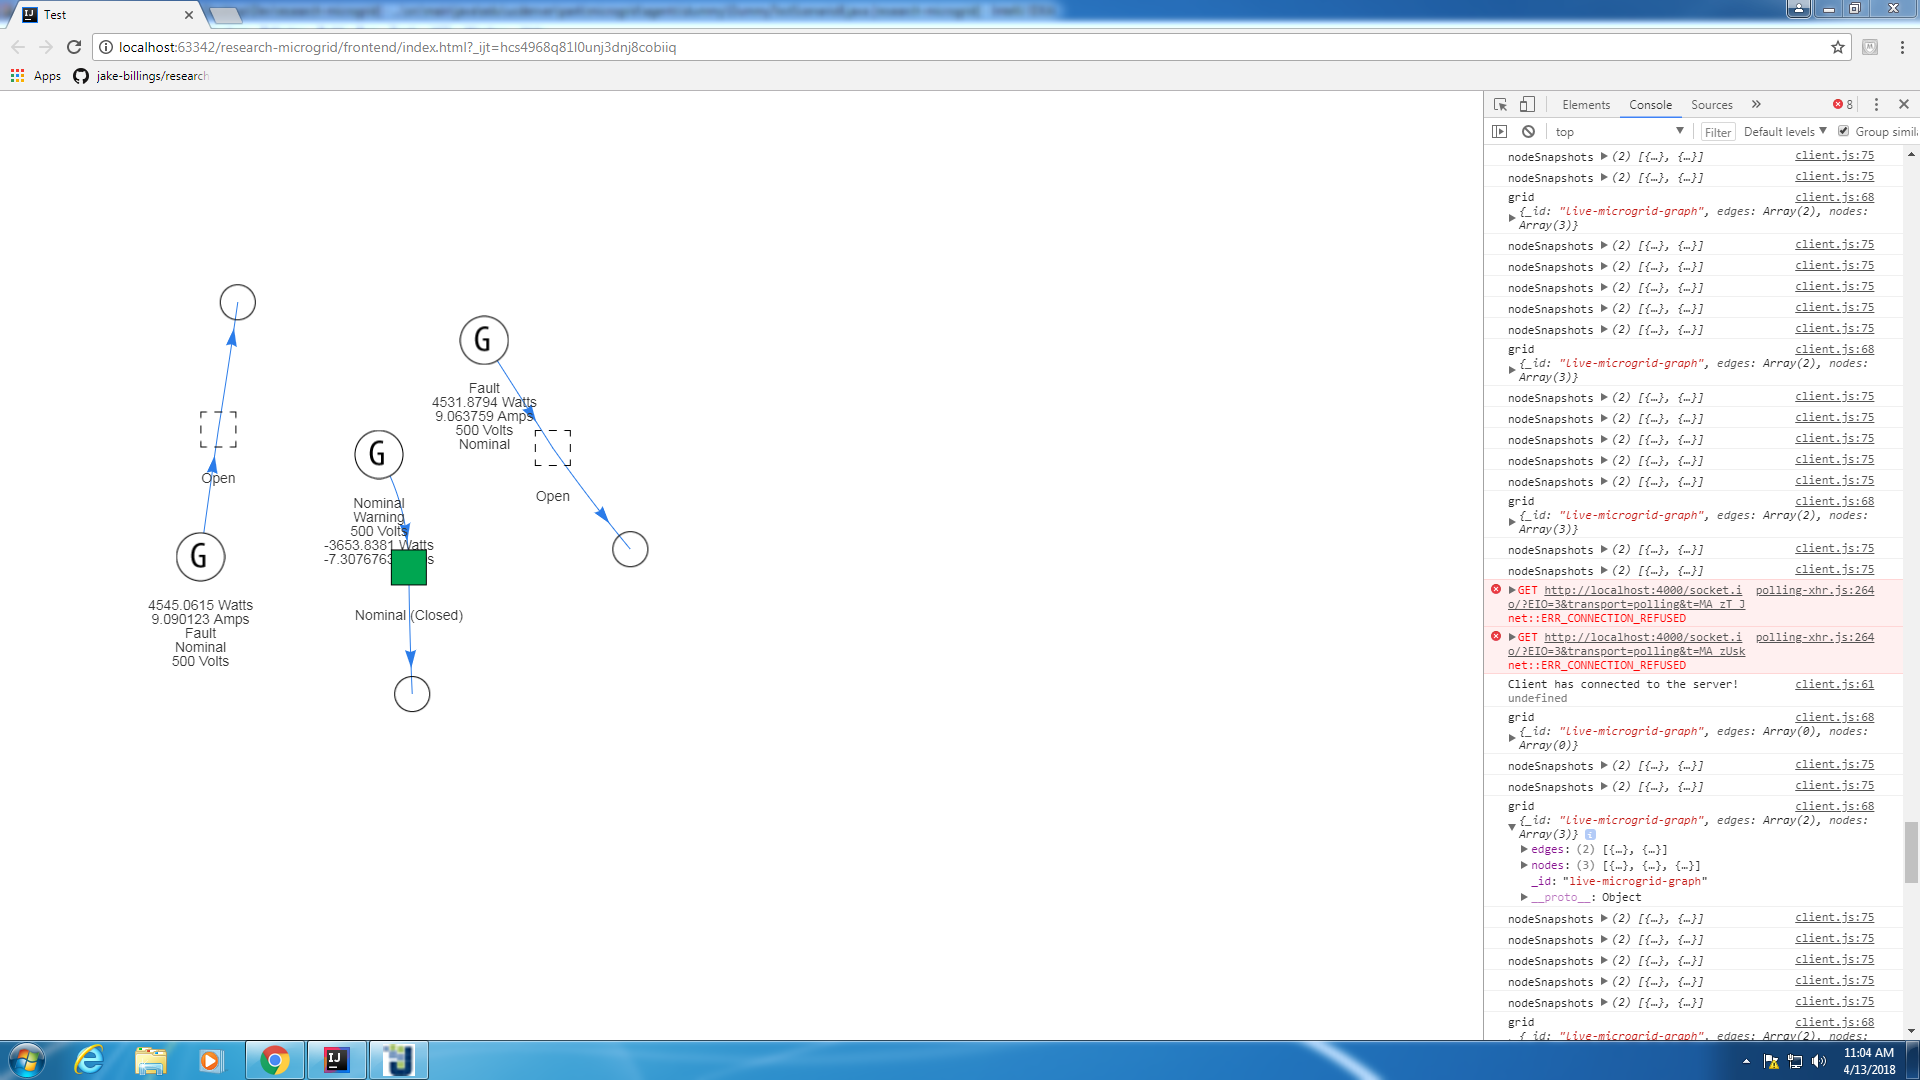 Test
localhost:63342/research-microgrid/frontend/index.html?_ijt=hcs4968q81l0unj3dnj8cobiiq
Apps
jake-billings/research
G
Fault
4531.8794 Watts
9.063759 Amps
500 Volts
Nominal
Open
G
Nominal
Warning
500 Volts
-3653.8381 Watts
-7.3076763
Nominal (Closed)
Open
G
4545.0615 Watts
9.090123 Amps
Fault
Nominal
500 Volts
Elements Console Sources » 8
top Filter Default levels Group simil
nodeSnapshots (2) [{…}, {…}] client.js:75
nodeSnapshots (2) [{…}, {…}] client.js:75
grid client.js:68
{_id: "live-microgrid-graph", edges: Array(2), nodes:
Array(3)}
nodeSnapshots (2) [{…}, {…}] client.js:75
nodeSnapshots (2) [{…}, {…}] client.js:75
nodeSnapshots (2) [{…}, {…}] client.js:75
nodeSnapshots (2) [{…}, {…}] client.js:75
nodeSnapshots (2) [{…}, {…}] client.js:75
grid client.js:68
{_id: "live-microgrid-graph", edges: Array(2), nodes:
Array(3)}
nodeSnapshots (2) [{…}, {…}] client.js:75
nodeSnapshots (2) [{…}, {…}] client.js:75
nodeSnapshots (2) [{…}, {…}] client.js:75
nodeSnapshots (2) [{…}, {…}] client.js:75
nodeSnapshots (2) [{…}, {…}] client.js:75
grid client.js:68
{_id: "live-microgrid-graph", edges: Array(2), nodes:
Array(3)}
nodeSnapshots (2) [{…}, {…}] client.js:75
nodeSnapshots (2) [{…}, {…}] client.js:75
GET http://localhost:4000/socket.i polling-xhr.js:264
o/?EIO=3&transport=polling&t=MA_zT_J
net::ERR_CONNECTION_REFUSED
GET http://localhost:4000/socket.i polling-xhr.js:264
o/?EIO=3&transport=polling&t=MA_zUsk
net::ERR_CONNECTION_REFUSED
Client has connected to the server! client.js:61
undefined
grid client.js:68
{_id: "live-microgrid-graph", edges: Array(0), nodes:
Array(0)}
nodeSnapshots (2) [{…}, {…}] client.js:75
nodeSnapshots (2) [{…}, {…}] client.js:75
grid client.js:68
{_id: "live-microgrid-graph", edges: Array(2), nodes:
Array(3)} i
edges: (2) [{…}, {…}]
nodes: (3) [{…}, {…}, {…}]
_id: "live-microgrid-graph"
__proto__: Object
nodeSnapshots (2) [{…}, {…}] client.js:75
nodeSnapshots (2) [{…}, {…}] client.js:75
nodeSnapshots (2) [{…}, {…}] client.js:75
nodeSnapshots (2) [{…}, {…}] client.js:75
nodeSnapshots (2) [{…}, {…}] client.js:75
grid client.js:68
{_id: "live-microgrid-graph", edges: Array(2), nodes:
11:04 AM
4/13/2018